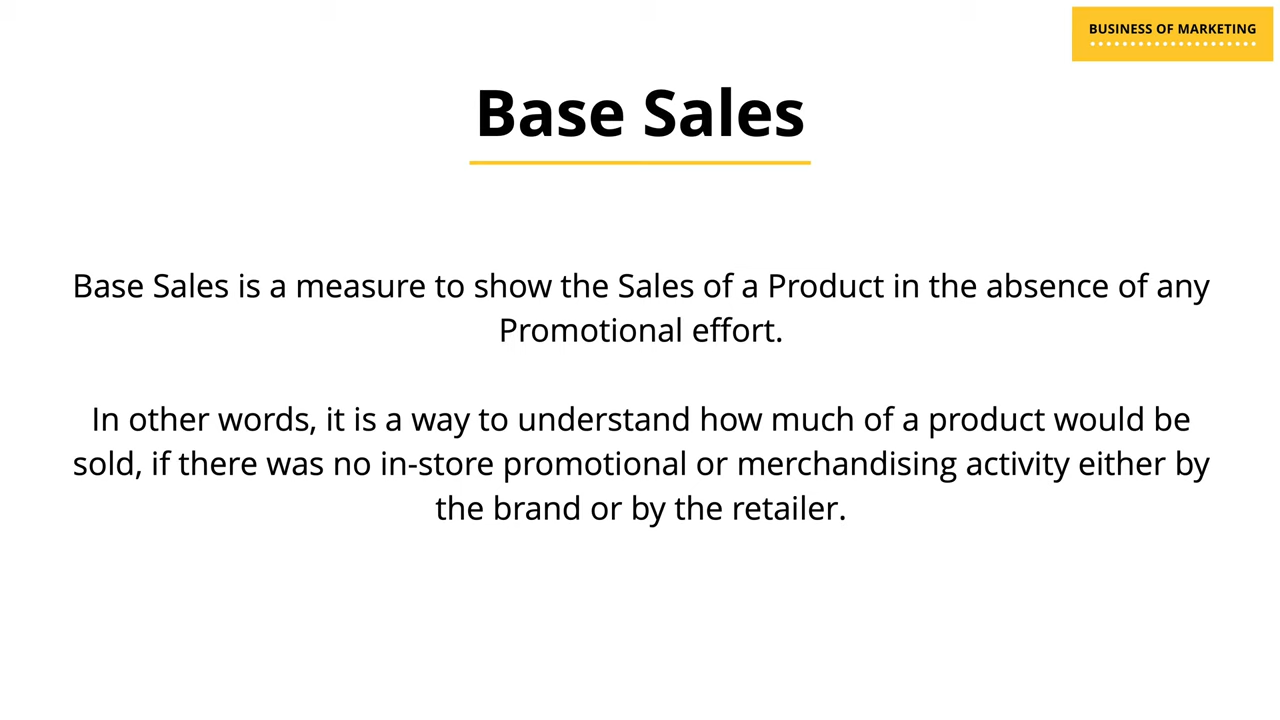 BUSINESS OF MARKETING
Base Sales
Base Sales is a measure to show the Sales of a Product in the absence of any
Promotional effort.
In other words, it is a way to understand how much of a product would be
sold, if there was no in-store promotional or merchandising activity either by
the brand or by the retailer.